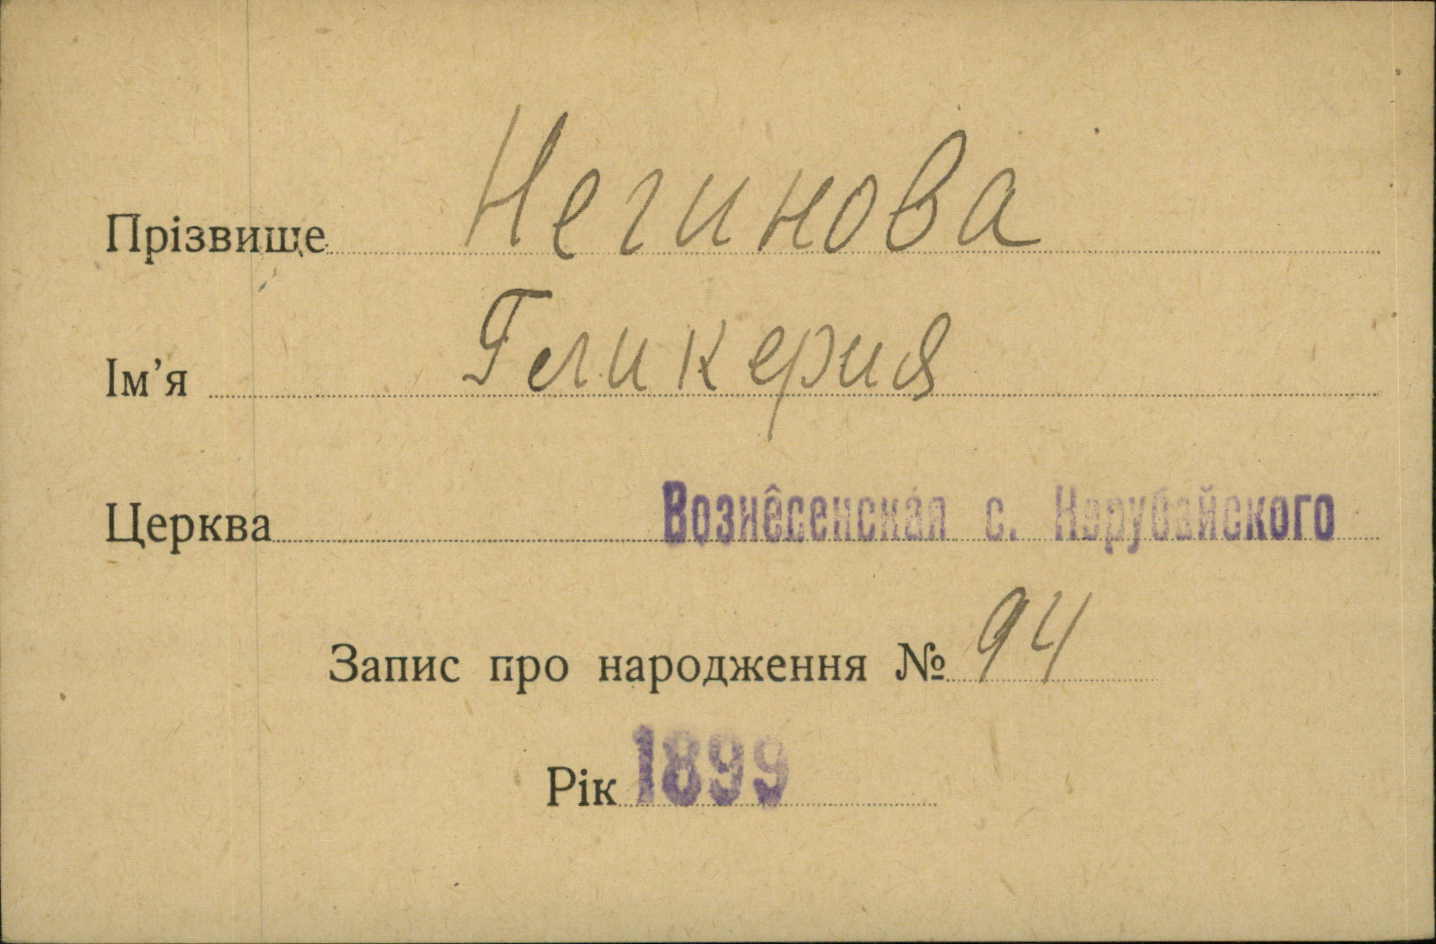 Прізвище Негинова
Ім’я Гликерия
Церква Вознесенская с. Нерубайского
Запис про народження № 94
Рік 1899